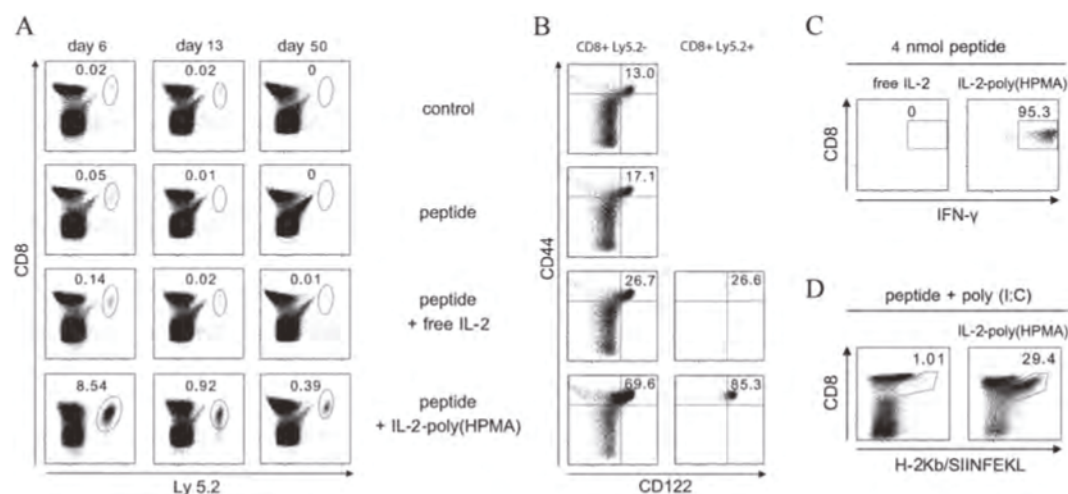 A
day 6 day 13 day 50
0.02 0.02 0
control
0.05 0.01 0
peptide
0.14 0.02 0.01
peptide
+ free IL-2
8.54 0.92 0.39
peptide
+ IL-2-poly(HPMA)
CD8
Ly 5.2
B
CD8+ Ly5.2- CD8+ Ly5.2+
13.0
17.1
26.7 26.6
69.6 85.3
CD44
CD122
C
4 nmol peptide
free IL-2 IL-2-poly(HPMA)
0 95.3
CD8
IFN-γ
D
peptide + poly (I:C)
IL-2-poly(HPMA)
1.01 29.4
CD8
H-2Kb/SIINFEKL